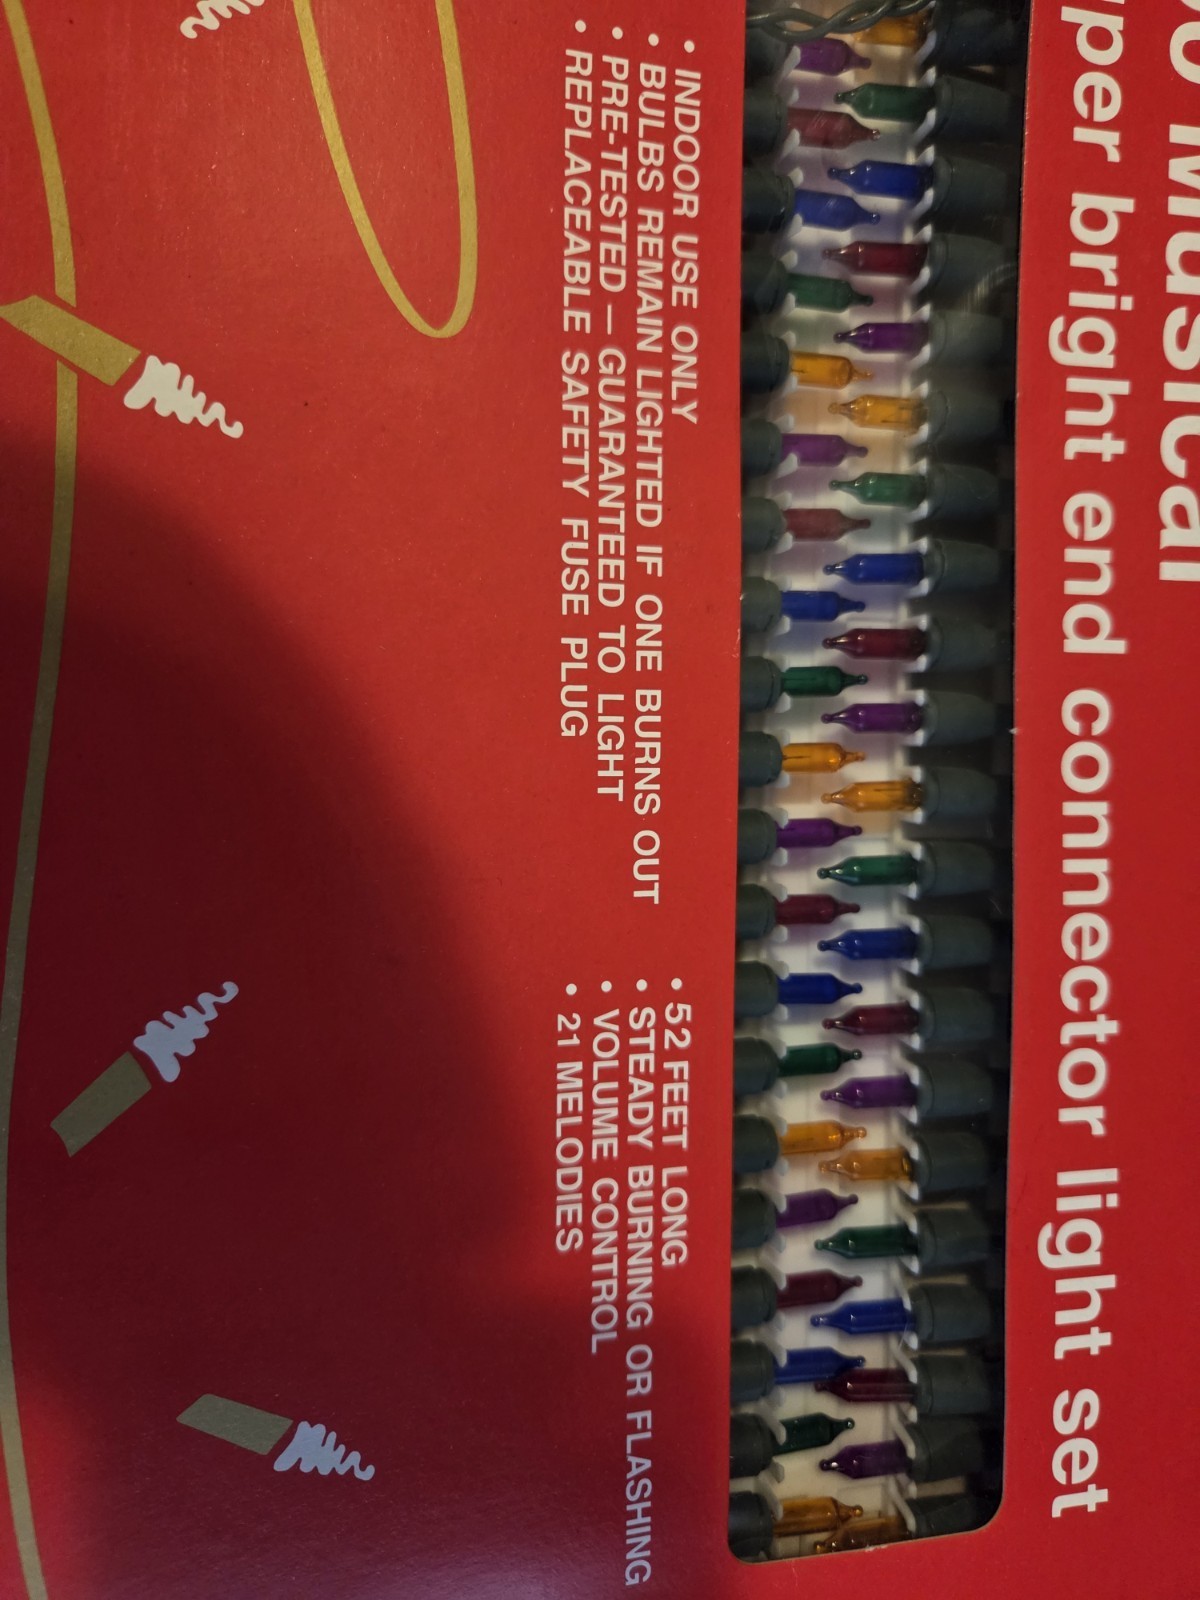 Musical
bright end connector light set
• INDOOR USE ONLY
• BULBS REMAIN LIGHTED IF ONE BURNS OUT
• PRE-TESTED — GUARANTEED TO LIGHT
• REPLACEABLE SAFETY FUSE PLUG
• 52 FEET LONG
• STEADY BURNING OR FLASHING
• VOLUME CONTROL
• 21 MELODIES